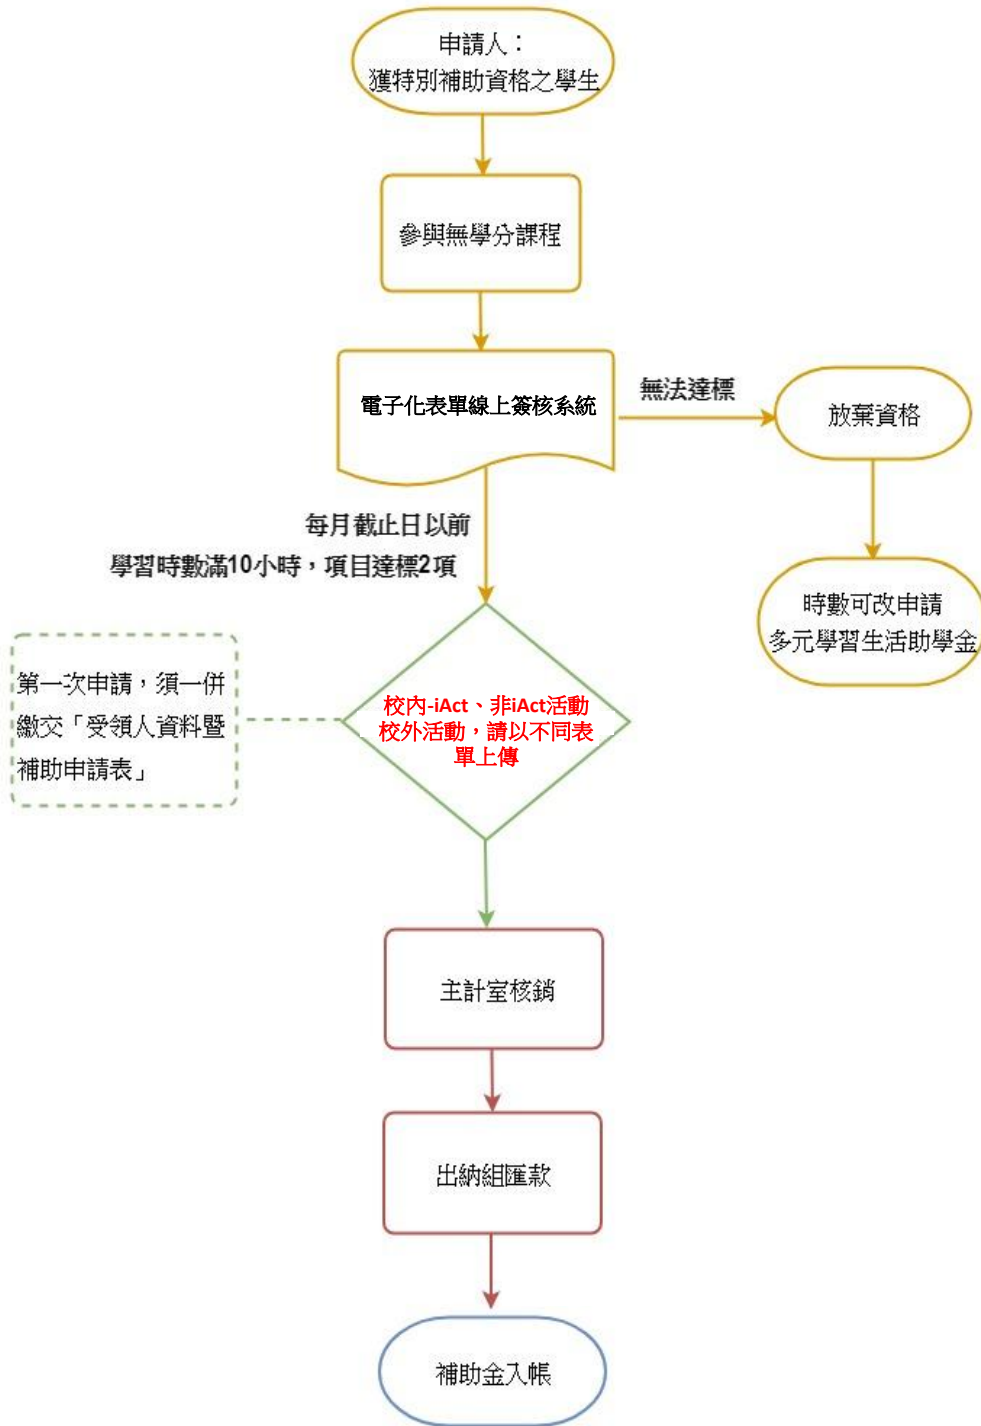 申請人：
獲特別補助資格之學生
參與無學分課程
電子化表單線上簽核系統
無法達標
放棄資格
每月截止日以前
學習時數滿10小時，項目達標2項
時數可改申請
多元學習生活助學金
第一次申請，須一併
繳交「受領人資料暨
補助申請表」
校內-iAct、非iAct活動
校外活動，請以不同表
單上傳
主計室核銷
出納組匯款
補助金入帳